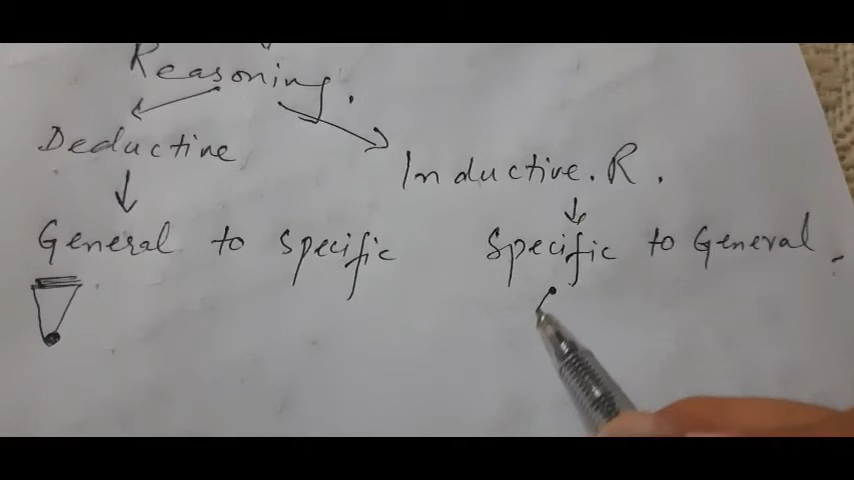 Reasoning.
Deductive
Inductive. R.
General to specific
Specific to General.